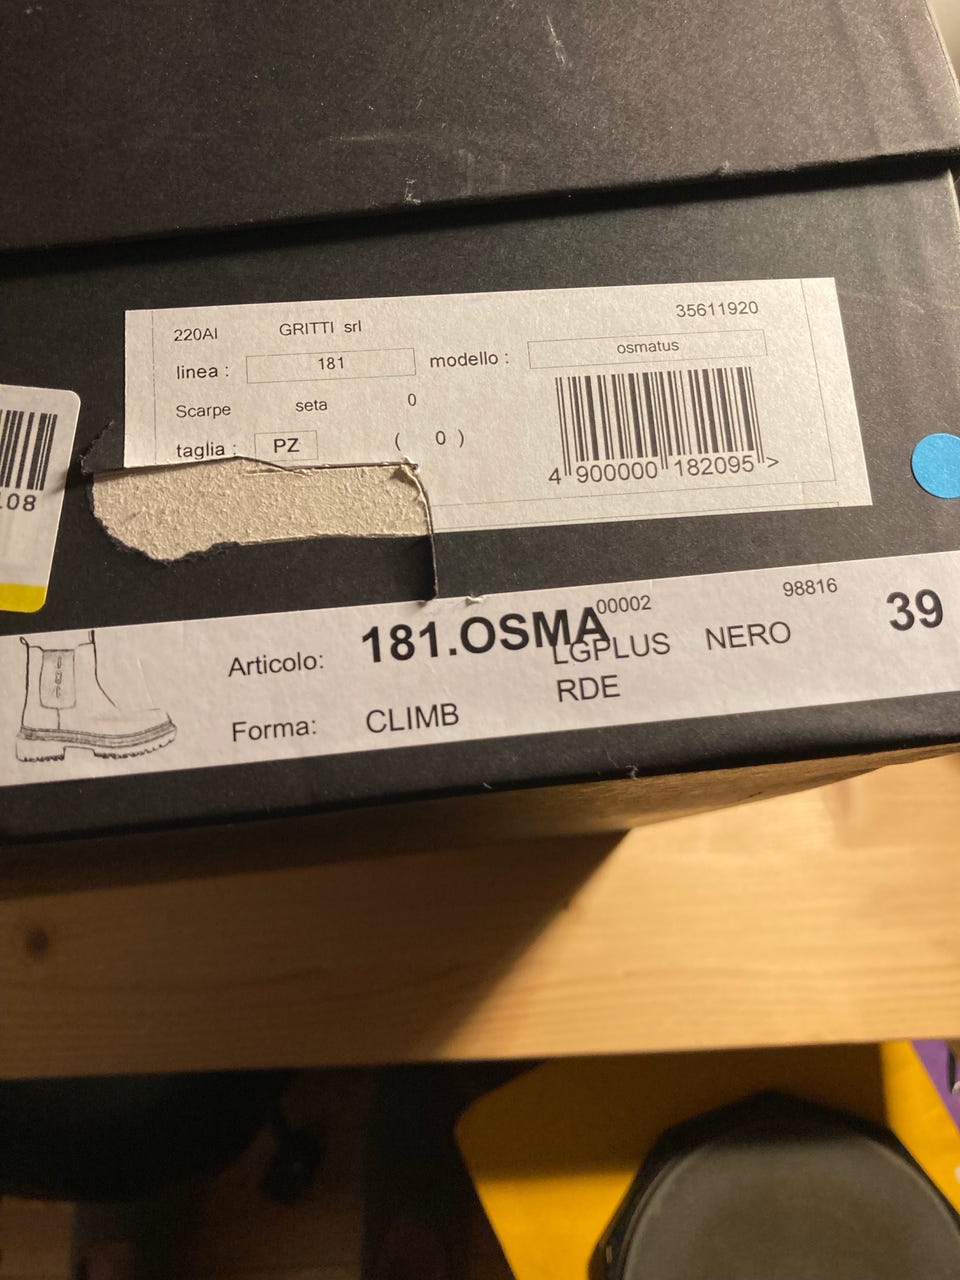 220AI GRITTI srl 35611920
linea : 181 modello : osmatus
Scarpe seta 0
taglia : PZ ( 0 )
4 900000 182095 >
.08
Articolo: 181.OSMA 00002 98816 39
LGPLUS NERO
RDE
Forma: CLIMB